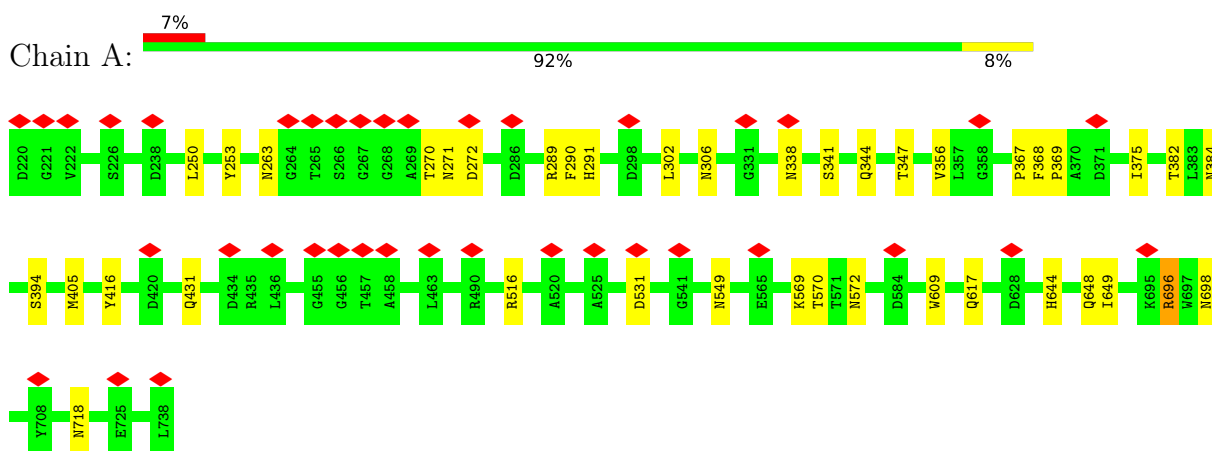 7%
Chain A:
92% 8%
D220 G221 V222 S226 D238 L250 Y253 N263 G264 T265 S266 G267 G268 A269 T270 N271 D272 D286 R289 F290 H291 D298 L302 N306 G331 N338 S341 Q344 T347 V356 L357 G358 P367 F368 P369 A370 D371 I375 T382 L383 N384
S394 M405 Y416 D420 Q431 D434 R435 L436 G455 G456 T457 A458 L463 R490 R516 A520 A525 D531 G541 N549 E565 K569 T570 T571 N572 D584 W609 Q617 D628 H644 Q648 I649 K695 R696 W697 N698
Y708 N718 E725 L738